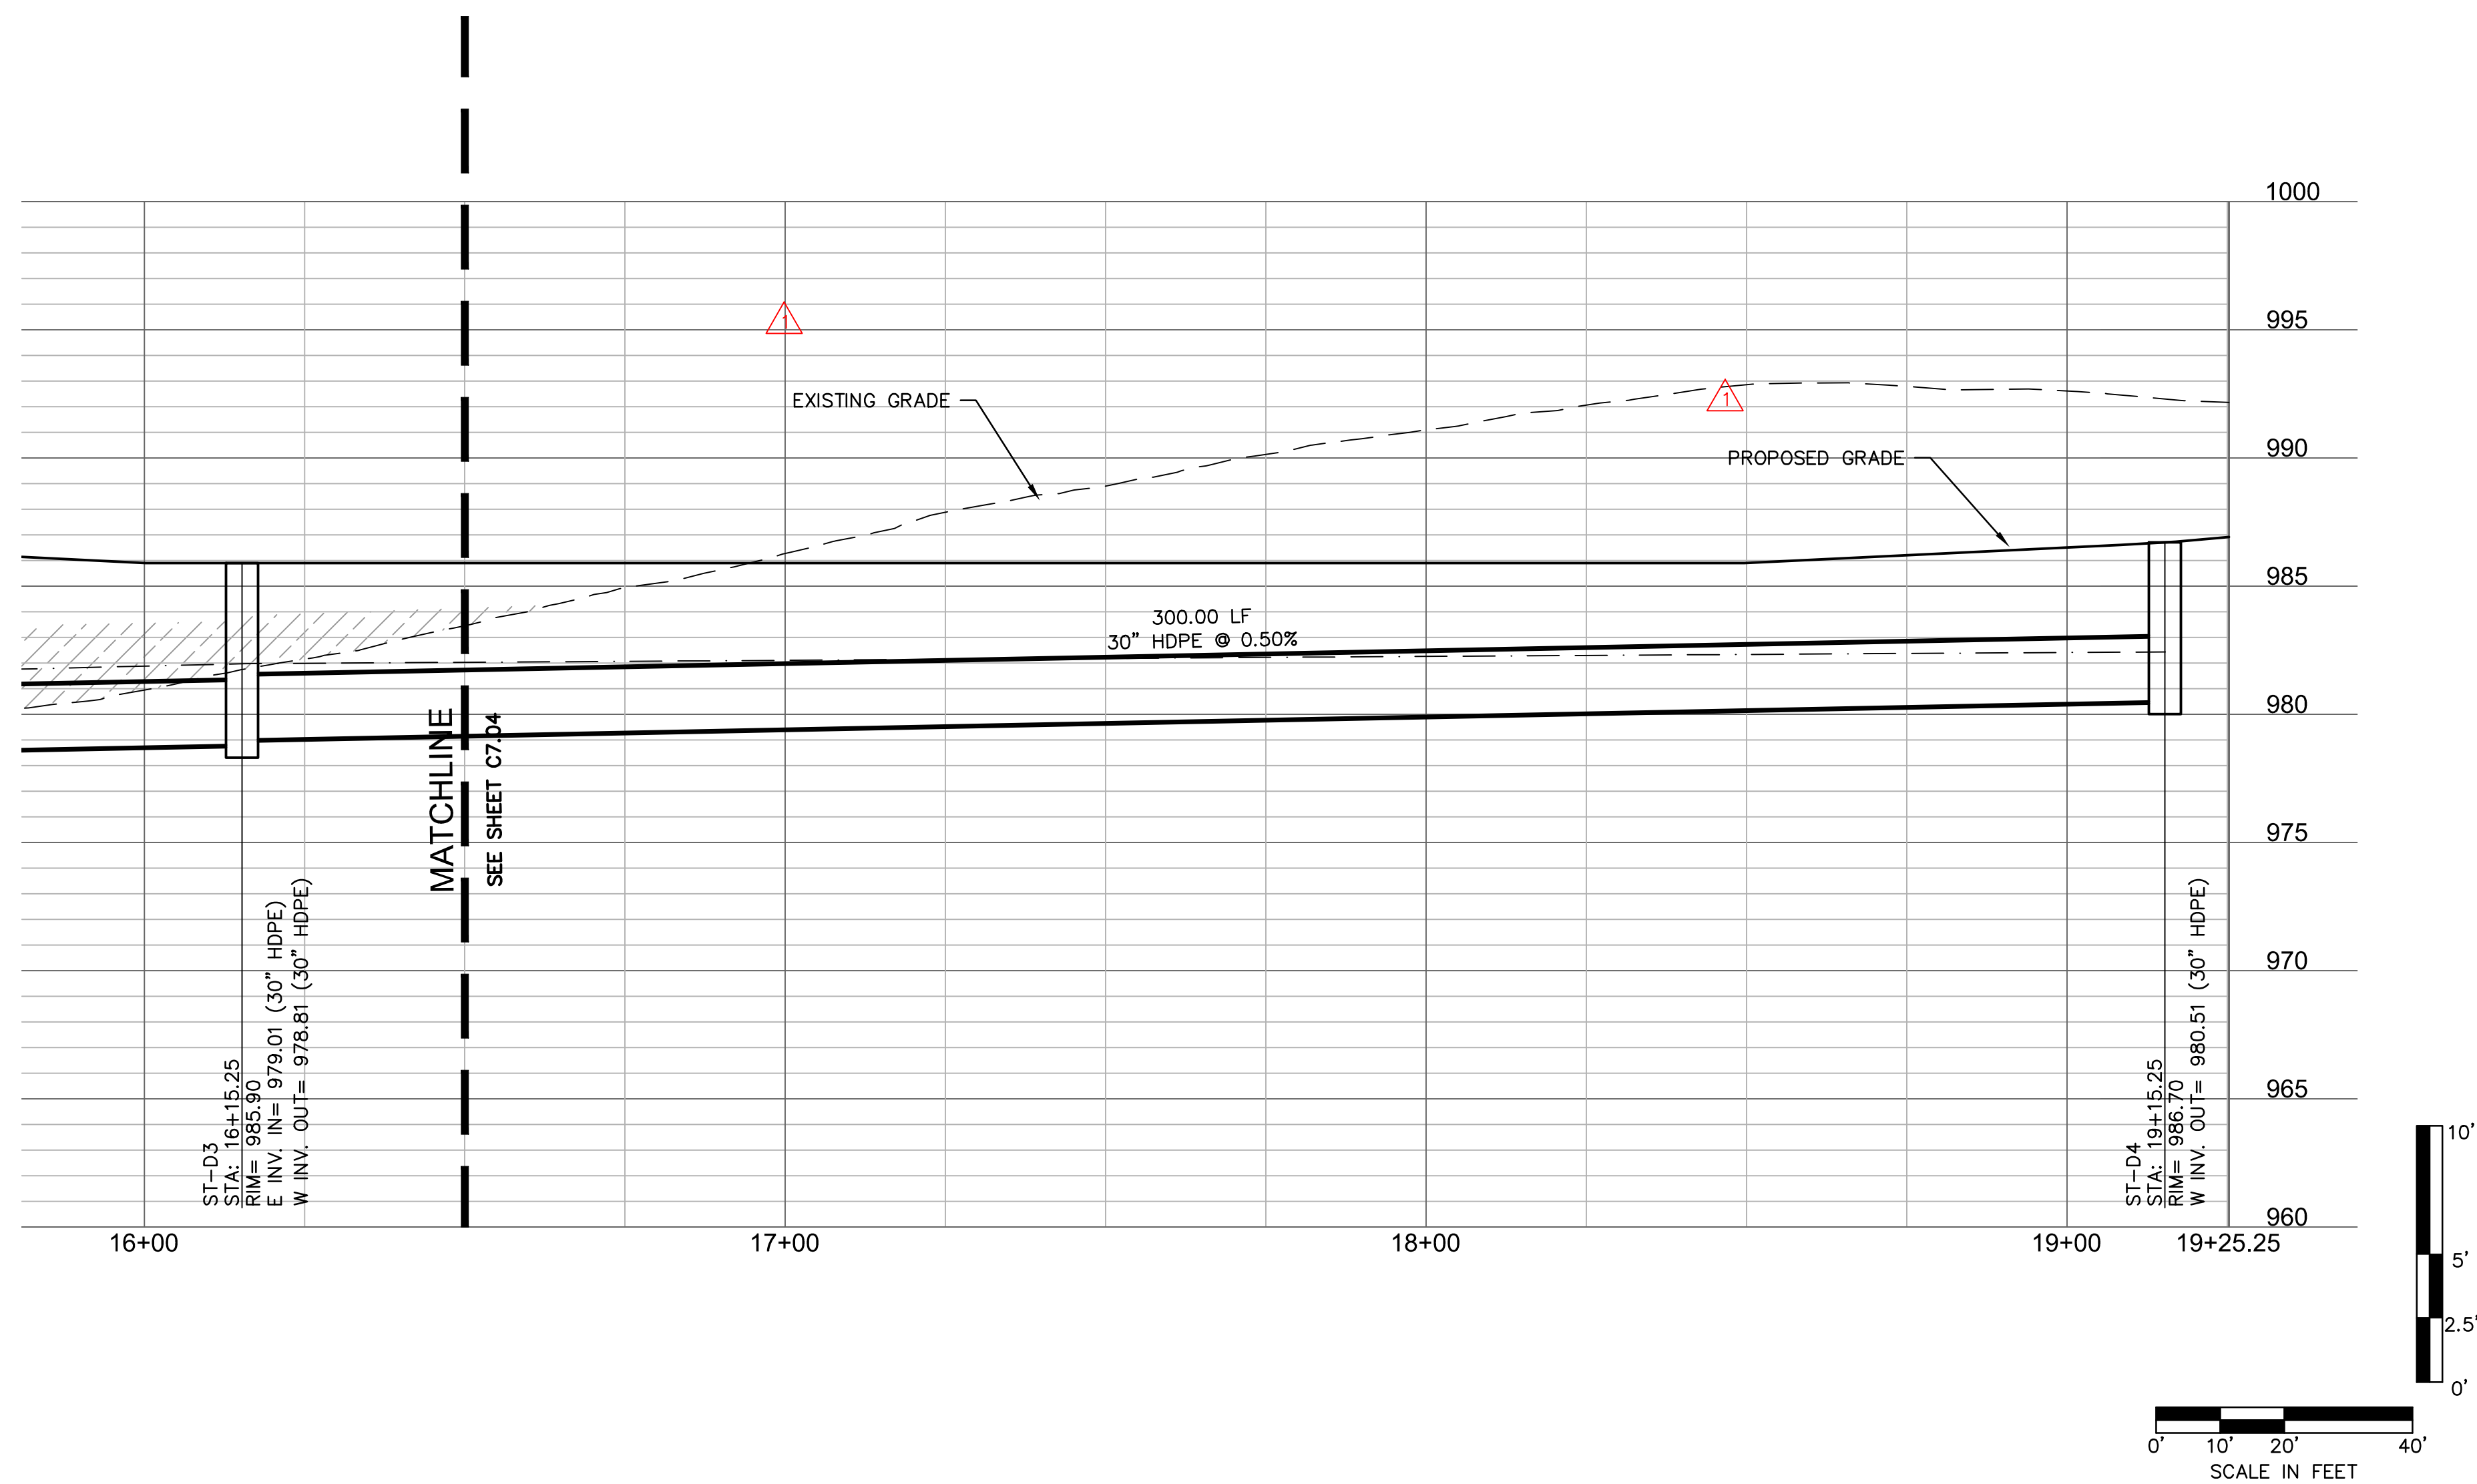 1000
995
990
985
980
975
970
965
960
1
1
EXISTING GRADE
PROPOSED GRADE
300.00 LF
30” HDPE @ 0.50%
MATCHLINE
SEE SHEET C7.04
ST-D3
STA: 16+15.25
RIM= 985.90
E INV. IN= 979.01 (30” HDPE)
W INV. OUT= 978.81 (30” HDPE)
ST-D4
STA: 19+15.25
RIM= 986.70
W INV. OUT= 980.51 (30” HDPE)
16+00
17+00
18+00
19+00
19+25.25
10’
5’
2.5’
0’
0’ 10’ 20’ 40’
SCALE IN FEET